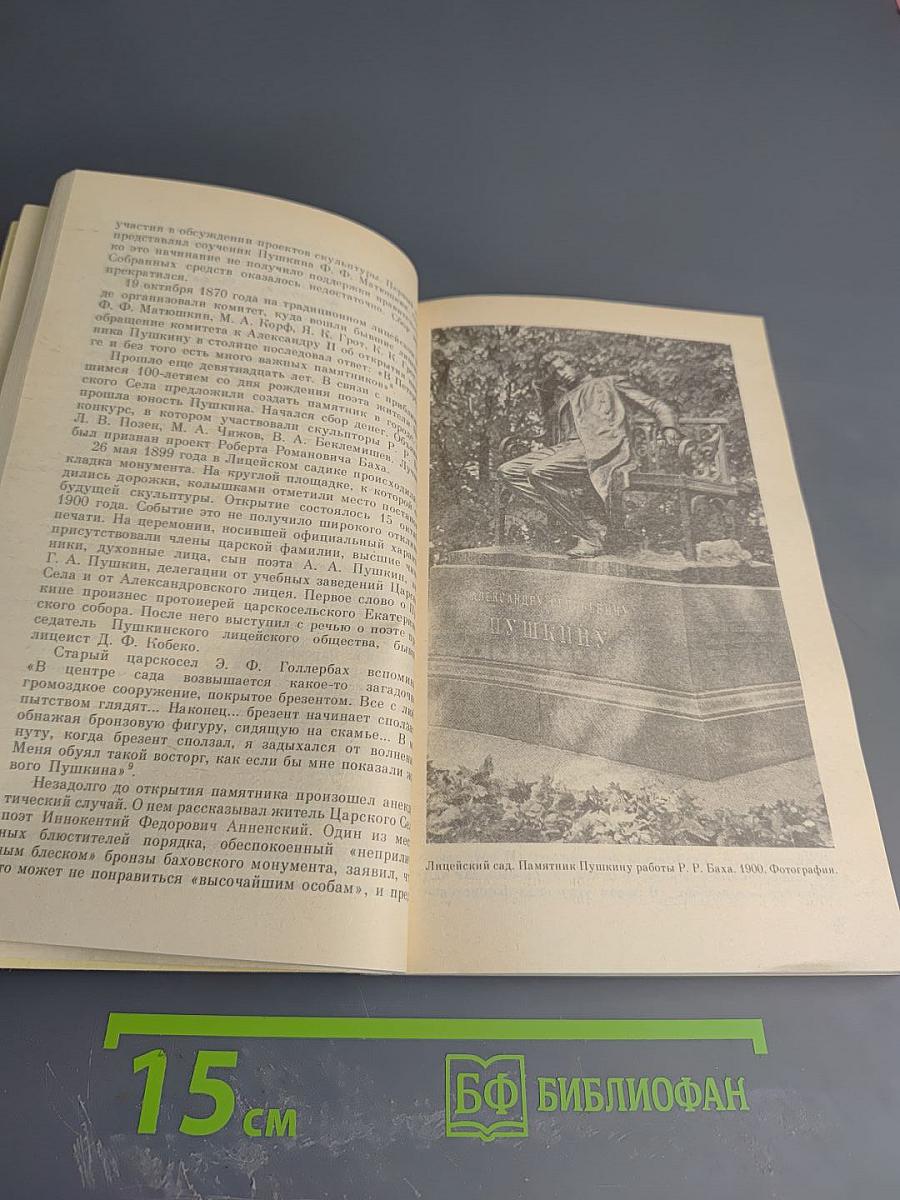 участия в обсуждении проектов скульптуры.
представлял соученик Пушкина Ф. Ф.
ко это начинание не получило поддержки
Собранных средств оказалось недостаточно.
прекратился.
19 октября 1870 года на традиционном
де организовали комитет, куда вошли бывшие
Ф. Ф. Матюшкин, М. А. Корф, Я. К. Грот, К. К.
обращение комитета к Александру II об открытии
ника Пушкину в столице последовал ответ: «В
ге и без того есть много важных памятников»
Прошло еще девятнадцать лет. В связи с
шимся 100-летием со дня рождения поэта жители
ского Села предложили создать памятник в городе
прошла юность Пушкина. Начался сбор денег.
конкурс, в котором участвовали скульпторы Р. Р.
Л. В. Позен, М. А. Чижов, В. А. Беклемишев.
был признан проект Роберта Романовича Баха.
26 мая 1899 года в Лицейском садике
кладка монумента. На круглой площадке, к которой
дились дорожки, колышками отметили место
будущей скульптуры. Открытие состоялось 15
1900 года. Событие это не получило широкого
печати. На церемонии, носившей официальный
присутствовали члены царской фамилии, высшие
ники, духовные лица, сын поэта А. А. Пушкин,
Г. А. Пушкин, делегации от учебных заведений
Села и от Александровского лицея. Первое слово о
кине произнес протоиерей царскосельского
ского собора. После него выступил с речью о поэте
седатель Пушкинского лицейского общества,
лицеист Д. Ф. Кобеко.
Старый царскосел Э. Ф. Голлербах
«В центре сада возвышается какое-то
громоздкое сооружение, покрытое брезентом. Все с
пытством глядят... Наконец... брезент начинает
обнажая бронзовую фигуру, сидящую на скамье... В
нуту, когда брезент сползал, я задыхался от
Меня обуял такой восторг, как если бы мне показали
вого Пушкина»⁹.
Незадолго до открытия памятника произошел
тический случай. О нем рассказывал житель Царского
поэт Иннокентий Федорович Анненский. Один из
ных блюстителей порядка, обеспокоенный
ным блеском» бронзы баховского монумента, заявил,
то может не понравиться «высочайшим особам», и
АЛЕКСАНДРУ СЕРГЕЕВИЧУ
ПУШКИНУ
Лицейский сад. Памятник Пушкину работы Р. Р. Баха. 1900. Фотография.
15 см
БФ БИБЛИОФАН